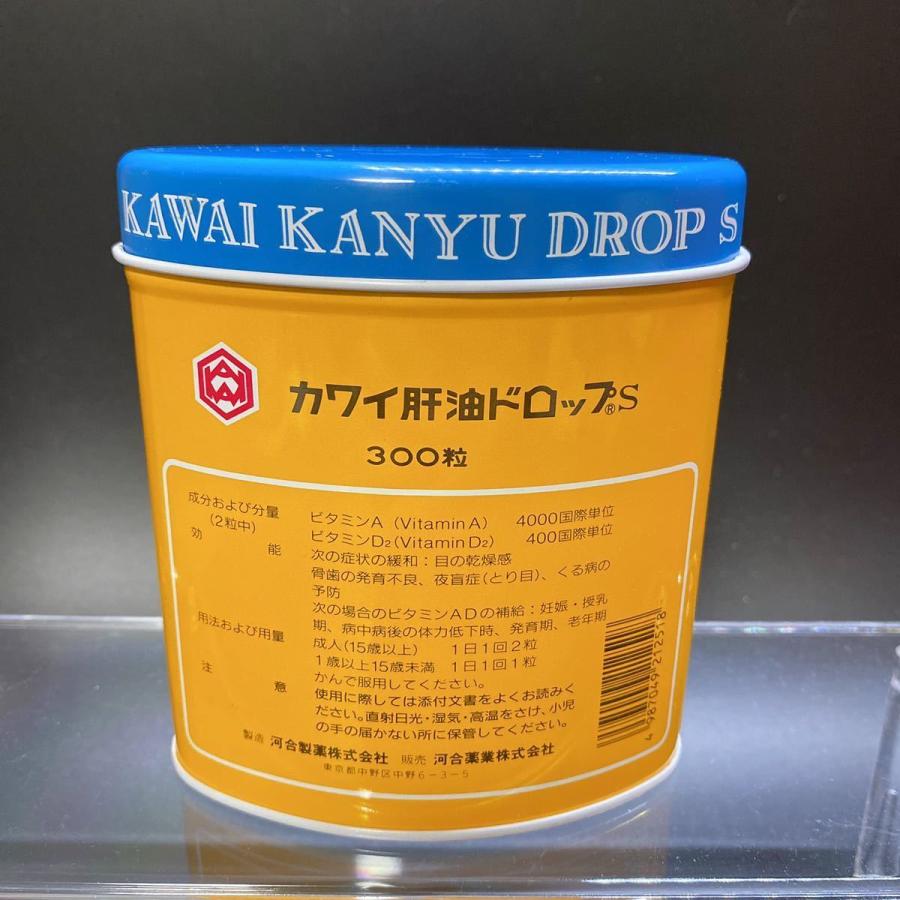 KAWAI KANYU DROP S
KAWAI
カワイ肝油ドロップ®S
300粒
成分および分量 ビタミンA (Vitamin A) 4000国際単位
(2粒中) ビタミンD₂(Vitamin D₂) 400国際単位
効能 次の症状の緩和:目の乾燥感
骨歯の発育不良、夜盲症(とり目)、くる病の
予防
次の場合のビタミンADの補給:妊娠・授乳
期、病中病後の体力低下時、発育期、老年期
用法および用量 成人(15歳以上) 1日1回2粒
1歳以上15歳未満 1日1回1粒
かんで服用してください。
注意 使用に際しては添付文書をよくお読みく
ださい。直射日光・湿気・高温をさけ、小児
の手の届かない所に保管してください。
製造 河合製薬株式会社 販売 河合薬業株式会社
東京都中野区中野6-3-5
4 987049 212518